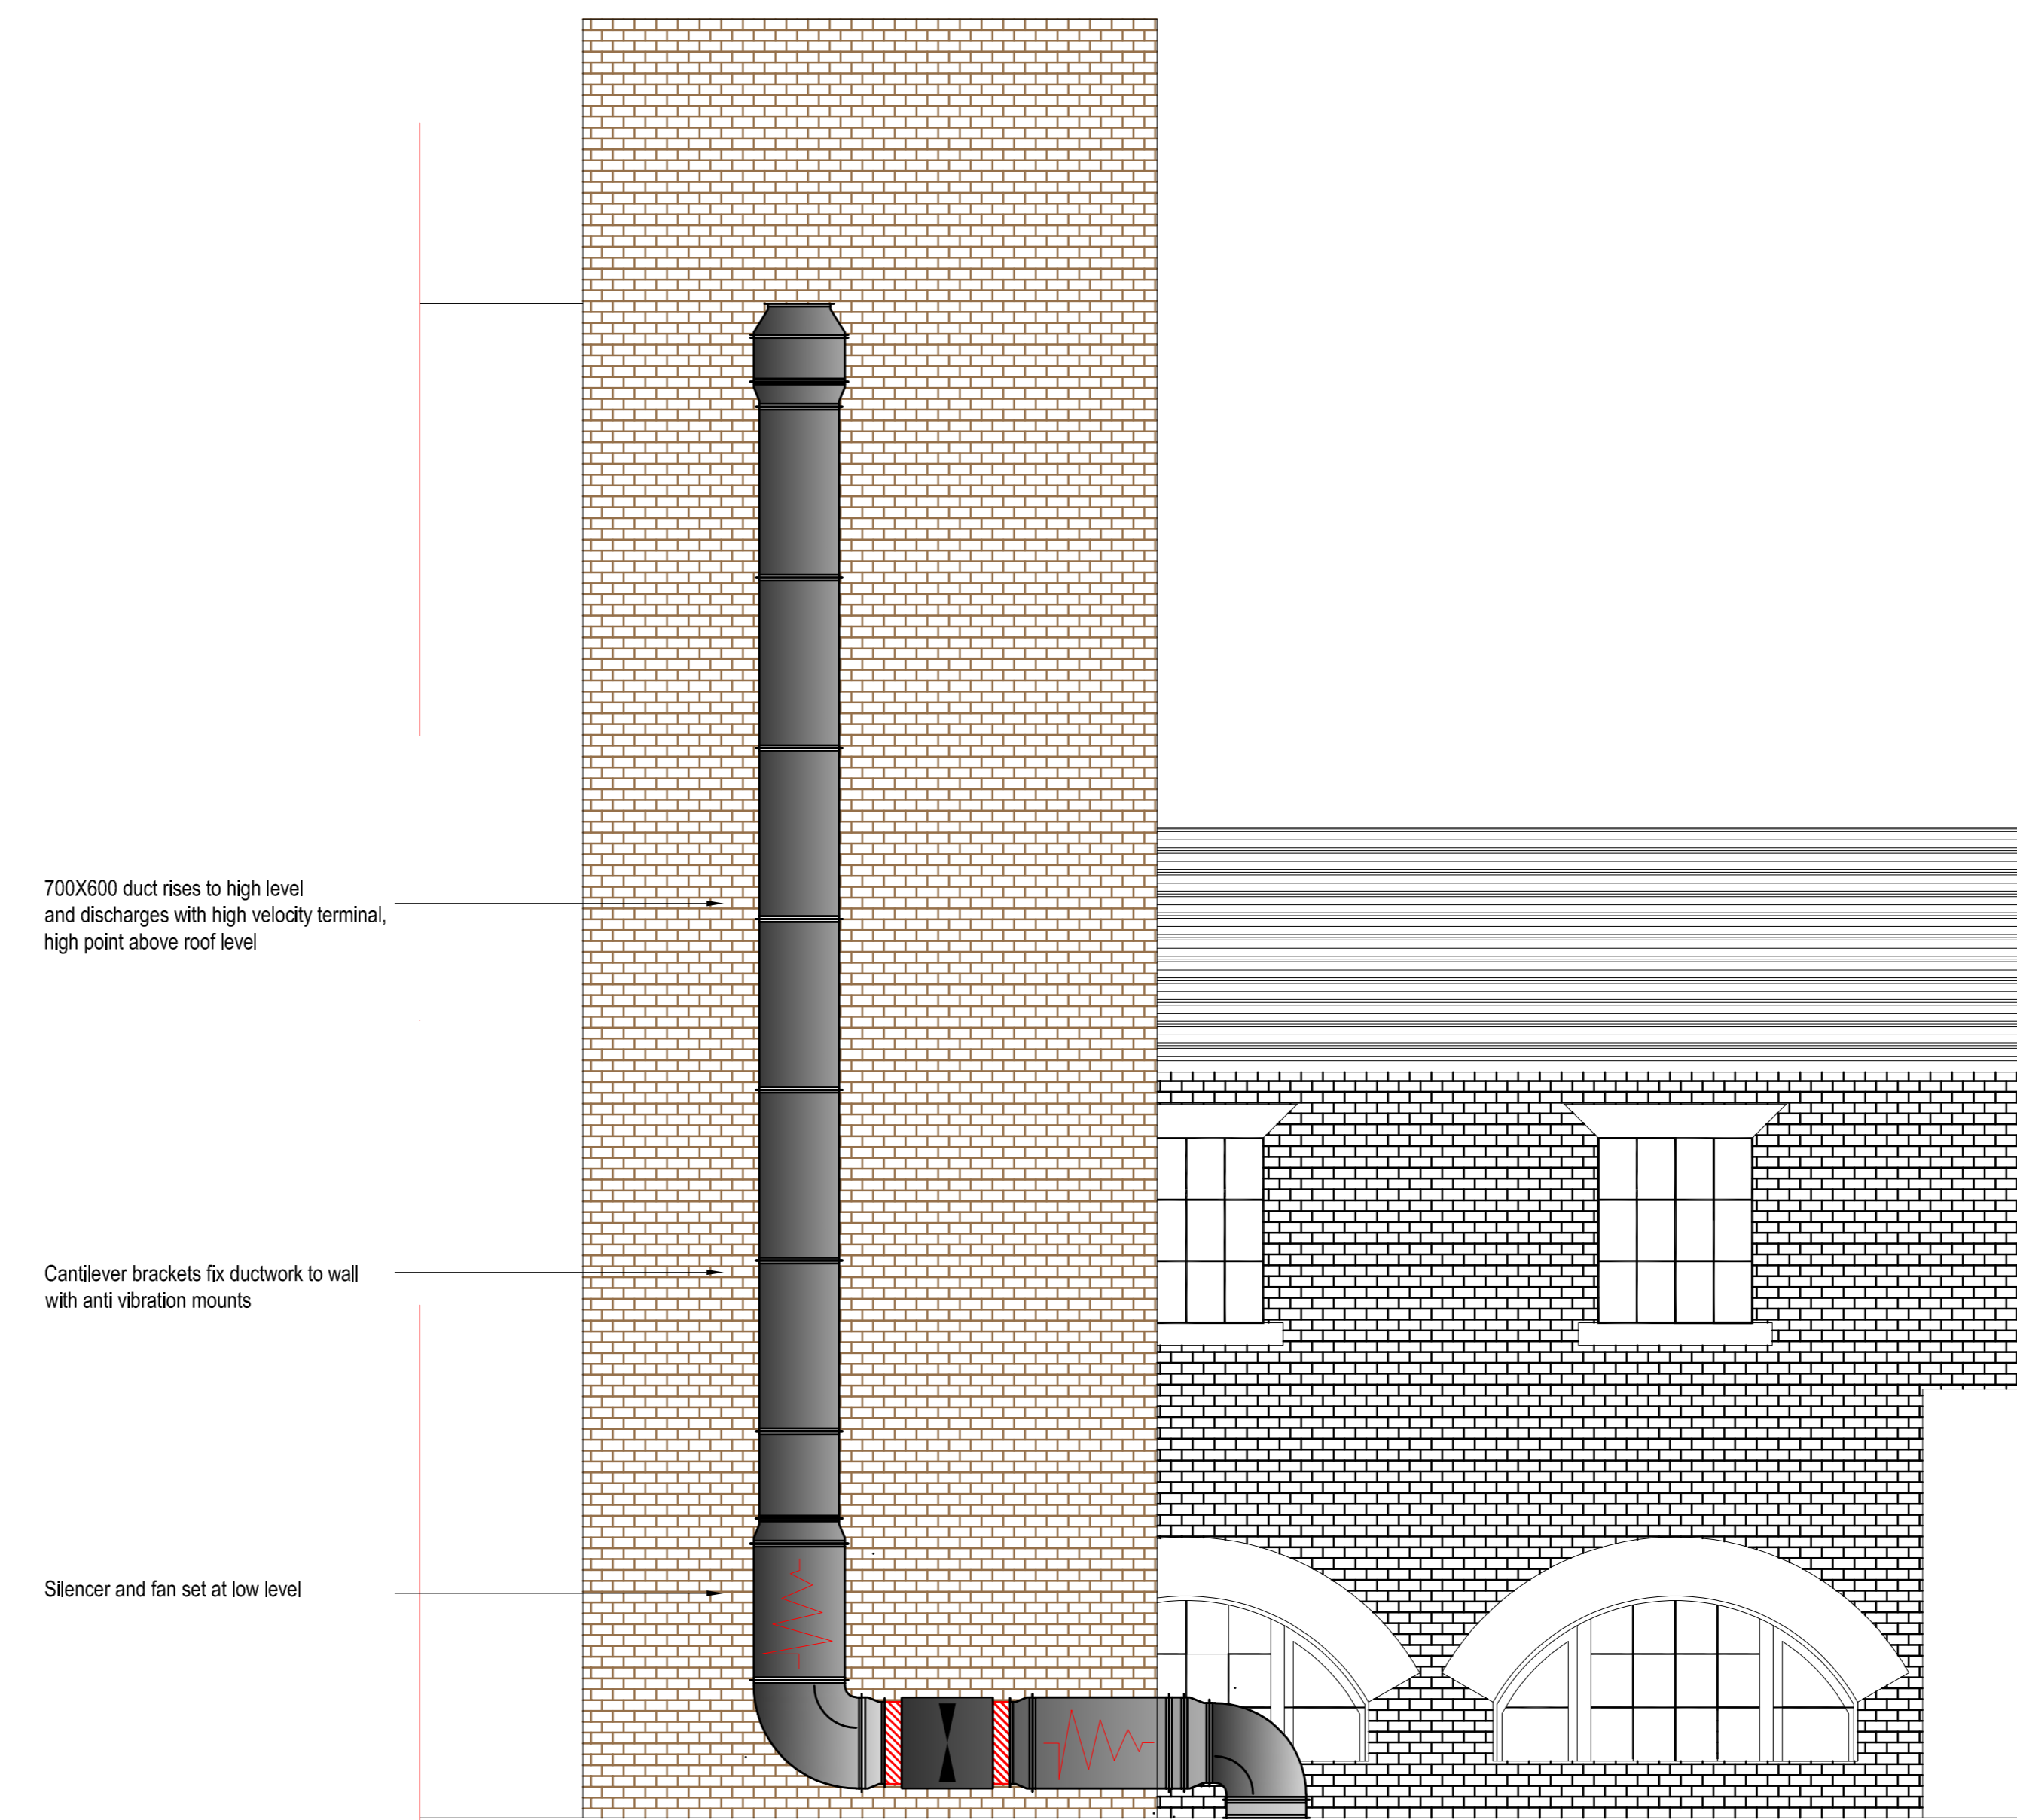 700X600 duct rises to high level
and discharges with high velocity terminal,
high point above roof level
Cantilever brackets fix ductwork to wall
with anti vibration mounts
Silencer and fan set at low level